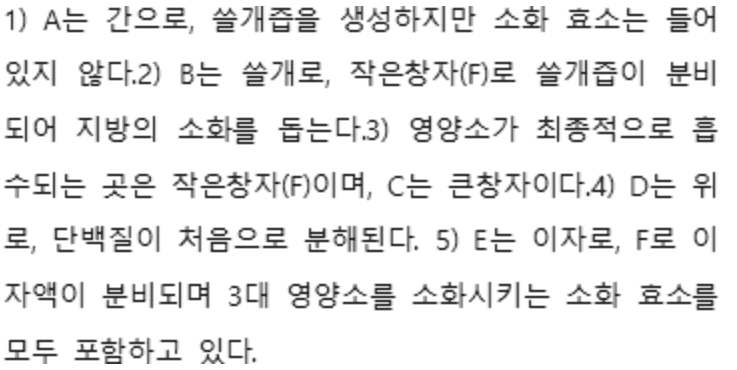 1) A는 간으로, 쓸개즙을 생성하지만 소화 효소는 들어
있지 않다.2) B는 쓸개로, 작은창자(F)로 쓸개즙이 분비
되어 지방의 소화를 돕는다.3) 영양소가 최종적으로 흡
수되는 곳은 작은창자(F)이며, C는 큰창자이다.4) D는 위
로, 단백질이 처음으로 분해된다. 5) E는 이자로, F로 이
자액이 분비되며 3대 영양소를 소화시키는 소화 효소를
모두 포함하고 있다.